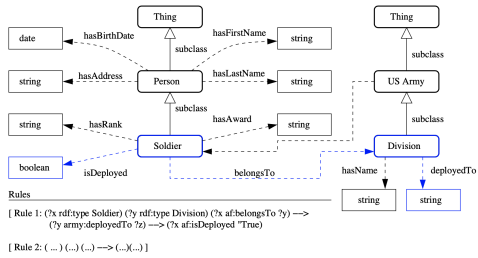 Thing
Thing
date
hasBirthDate
hasFirstName
string
subclass
subclass
string
hasAddress
Person
hasLastName
string
US Army
subclass
subclass
string
hasRank
hasAward
string
boolean
isDeployed
Soldier
belongsTo
Division
hasName
deployedTo
string
string
Rules
[ Rule 1: (?x rdf:type Soldier) (?y rdf:type Division) (?x af:belongsTo ?y) -->
(?y army:deployedTo ?z) --> (?x af:isDeployed "True)
[ Rule 2: ( ... ) (...) (...) --> (...)(...) ]